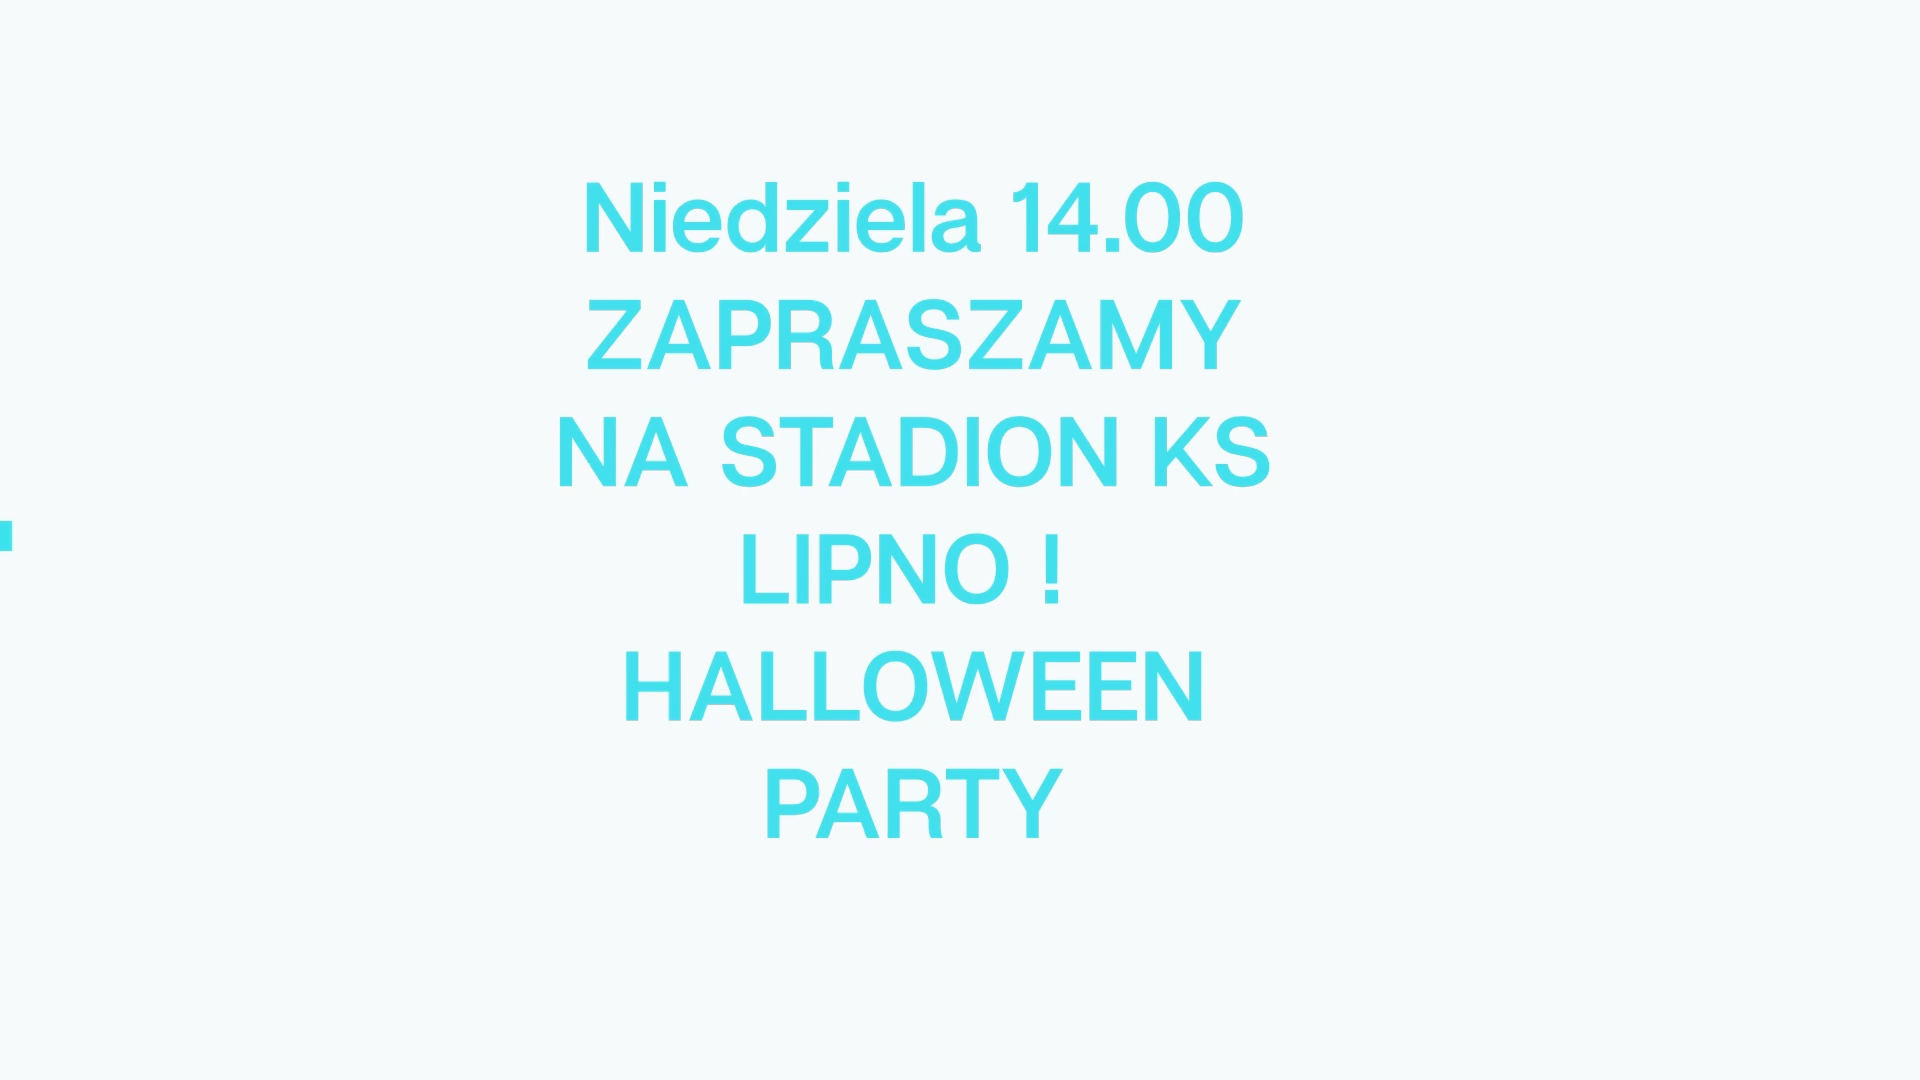 Niedziela 14.00
ZAPRASZAMY
NA STADION KS
LIPNO !
HALLOWEEN
PARTY